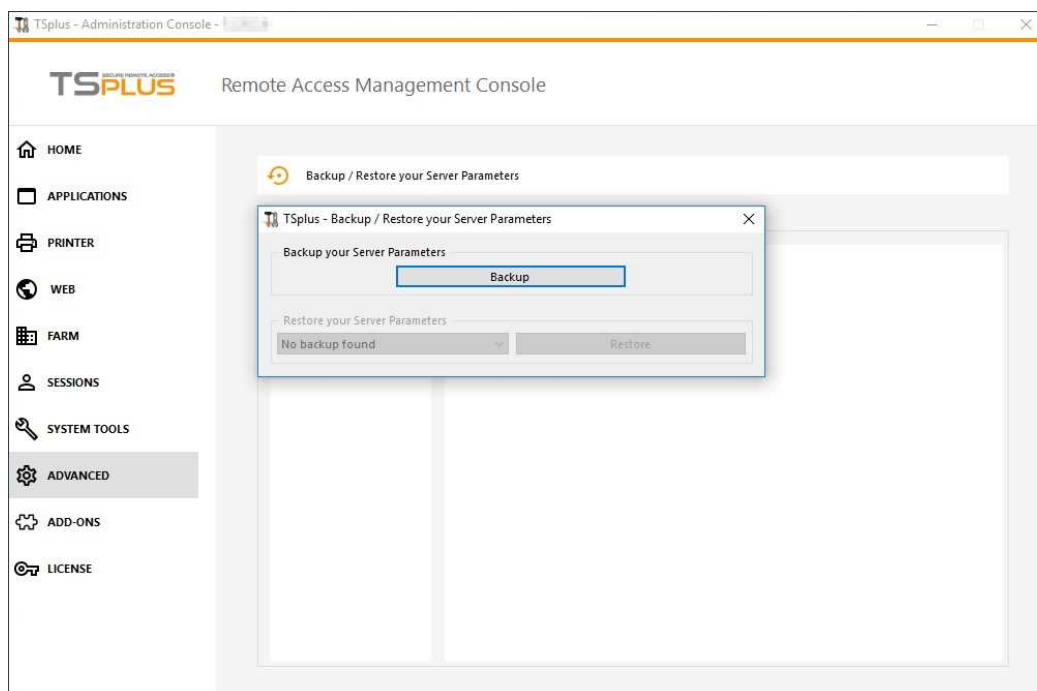 TSplus - Administration Console -
TSPLUS
SECURE REMOTE ACCESS
Remote Access Management Console
HOME
APPLICATIONS
PRINTER
WEB
FARM
SESSIONS
SYSTEM TOOLS
ADVANCED
ADD-ONS
LICENSE
Backup / Restore your Server Parameters
TSplus - Backup / Restore your Server Parameters
Backup your Server Parameters
Backup
Restore your Server Parameters
No backup found
Restore